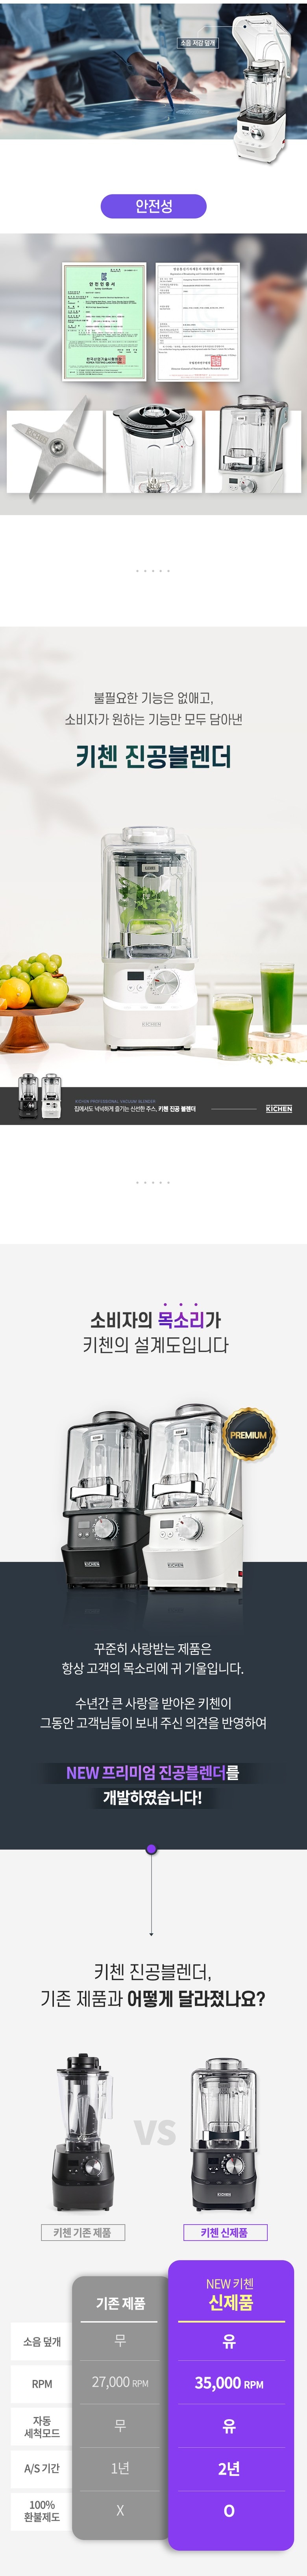 소음 저감 덮개
안전성
안전인증서
KICHEN
불필요한 기능은 없애고,
소비자가 원하는 기능만 모두 담아낸
키첸 진공블렌더
KICHEN
KICHEN PROFESSIONAL VACUUM BLENDER
집에서도 넉넉하게 즐기는 신선한 주스, 키첸 진공 블렌더
KICHEN
소비자의 목소리가
키첸의 설계도입니다
PREMIUM
KICHEN
KICHEN
꾸준히 사랑받는 제품은
항상 고객의 목소리에 귀 기울입니다.
수년간 큰 사랑을 받아온 키첸이
그동안 고객님들이 보내 주신 의견을 반영하여
NEW 프리미엄 진공블렌더를
개발하였습니다!
키첸 진공블렌더,
기존 제품과 어떻게 달라졌나요?
VS
KICHEN
키첸 기존 제품
키첸 신제품
기존 제품
NEW 키첸
신제품
소음 덮개
무
유
RPM
27,000 RPM
35,000 RPM
자동
세척모드
무
유
A/S 기간
1년
2년
100%
환불제도
X
O